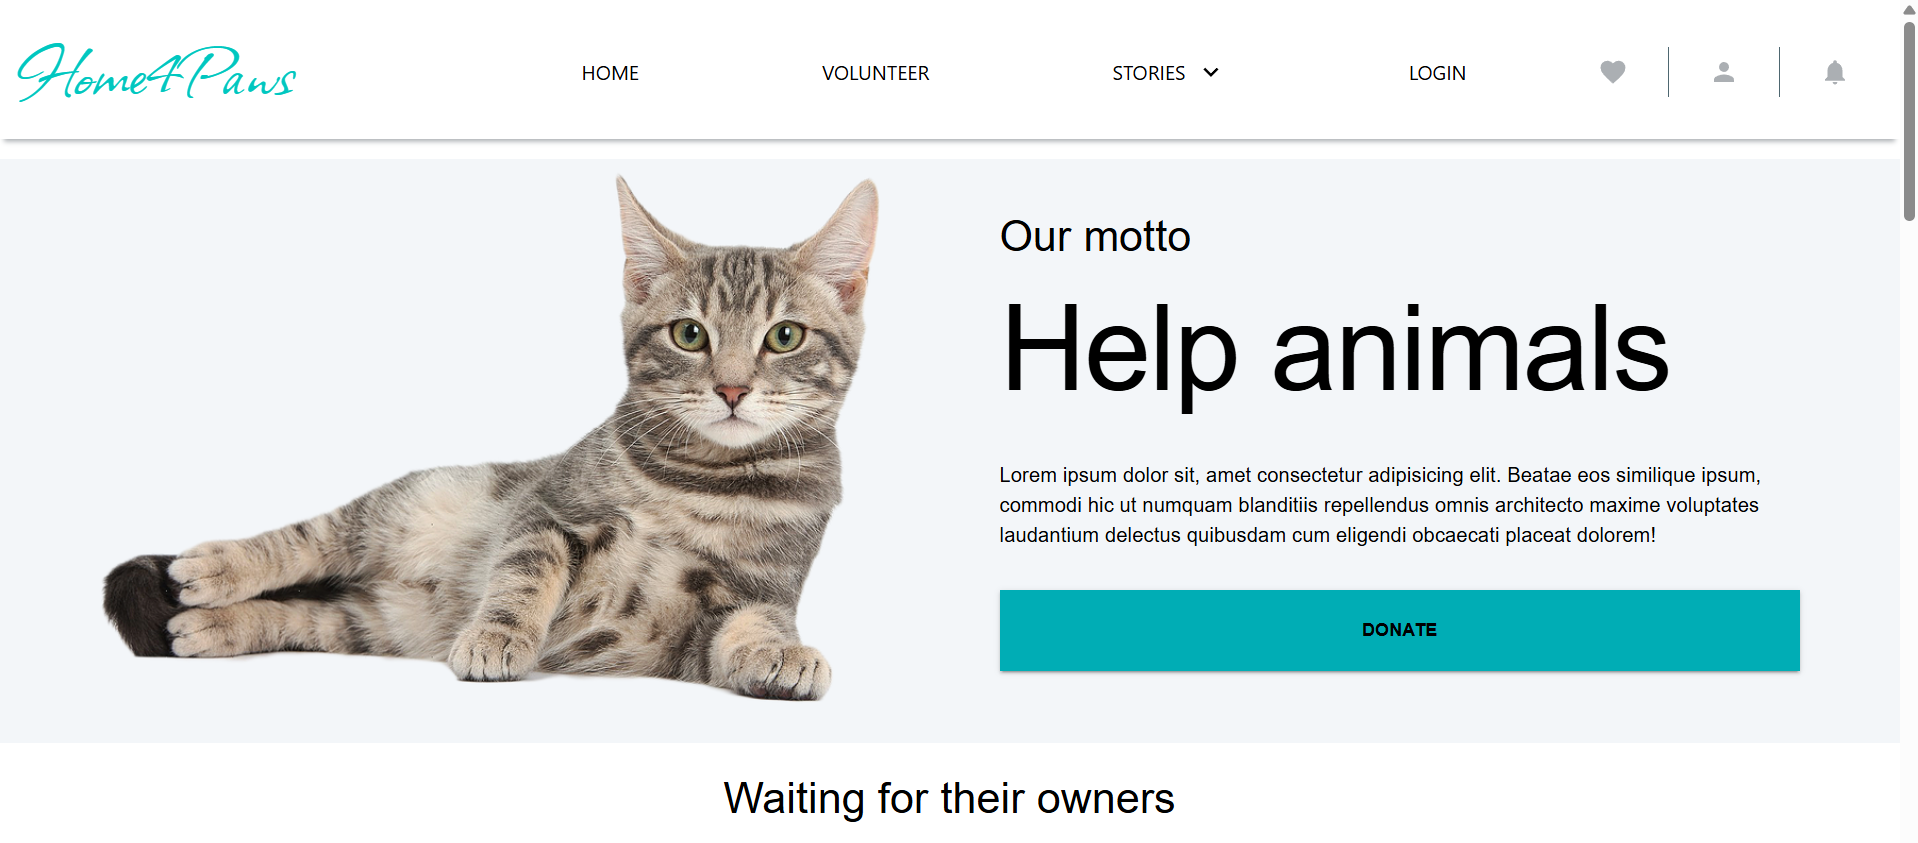 Home4Paws
HOME
VOLUNTEER
STORIES
LOGIN
Our motto
Help animals
Lorem ipsum dolor sit, amet consectetur adipisicing elit. Beatae eos similique ipsum,
commodi hic ut numquam blanditiis repellendus omnis architecto maxime voluptates
laudantium delectus quibusdam cum eligendi obcaecati placeat dolorem!
DONATE
Waiting for their owners